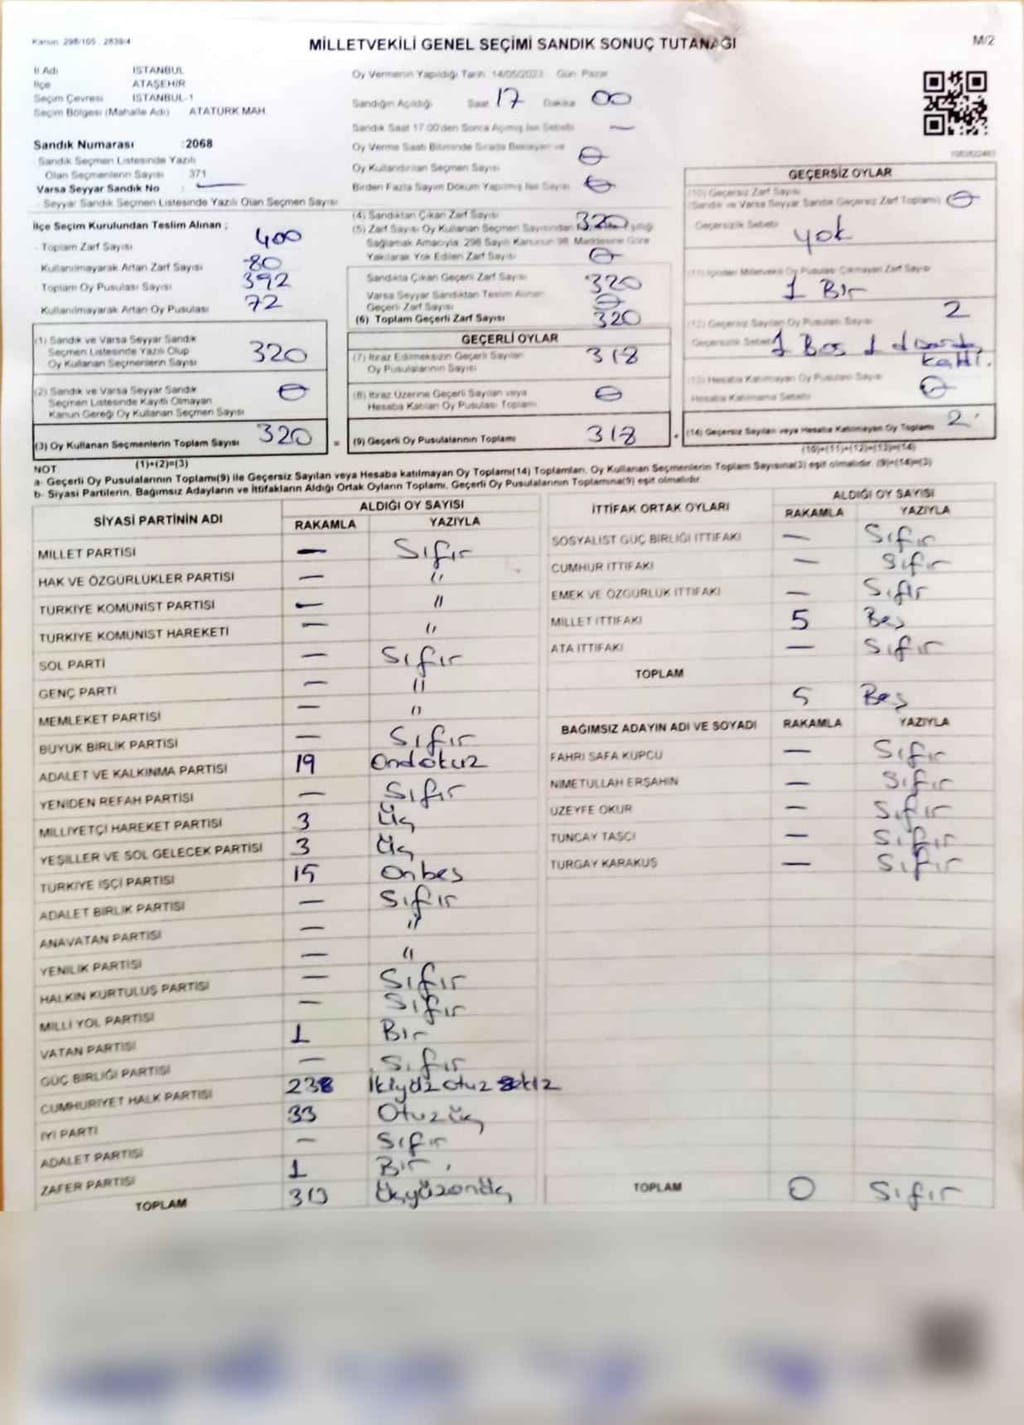 Kanun: 298/105 , 2839/4
MİLLETVEKİLİ GENEL SEÇİMİ SANDIK SONUÇ TUTANAĞI
M/2
İl Adı İSTANBUL
İlçe ATAŞEHİR
Seçim Çevresi İSTANBUL-1
Seçim Bölgesi (Mahalle Adı) ATATÜRK MAH.
Sandık Numarası :2068
Sandık Seçmen Listesinde Yazılı
Olan Seçmenlerin Sayısı 371
Varsa Seyyar Sandık No : —
Seyyar Sandık Seçmen Listesinde Yazılı Olan Seçmen Sayısı
Oy Vermenin Yapıldığı Tarih: 14/05/2023 Gün: Pazar
Sandığın Açıldığı Saat 17 Dakika 00
Sandık Saat 17:00'den Sonra Açılmış İse Sebebi —
Oy Verme Saati Bitiminde Sırada Bekleyen ve
Oy Kullandırılan Seçmen Sayısı 0
Birden Fazla Sayım Döküm Yapılmış İse Sayısı 0
İlçe Seçim Kurulundan Teslim Alınan ;
- Toplam Zarf Sayısı 400
Kullanılmayarak Artan Zarf Sayısı 80
Toplam Oy Pusulası Sayısı 392
Kullanılmayarak Artan Oy Pusulası 72
(1) Sandık ve Varsa Seyyar Sandık
Seçmen Listesinde Yazılı Olup
Oy Kullanan Seçmenlerin Sayısı 320
(2) Sandık ve Varsa Seyyar Sandık
Seçmen Listesinde Kayıtlı Olmayan
Kanun Gereği Oy Kullanan Seçmen Sayısı 0
(3) Oy Kullanan Seçmenlerin Toplam Sayısı 320
(1)+(2)=(3)
(4) Sandıktan Çıkan Zarf Sayısı 320
(5) Zarf Sayısı Oy Kullanan Seçmen Sayısından
Sağlamak Amacıyla 298 Sayılı Kanunun 98. Maddesine Göre
Yakılarak Yok Edilen Zarf Sayısı 0
Sandıkta Çıkan Geçerli Zarf Sayısı 320
Varsa Seyyar Sandıktan Teslim Alınan
Geçerli Zarf Sayısı 0
(6) Toplam Geçerli Zarf Sayısı 320
GEÇERLİ OYLAR
(7) İtiraz Edilmeksizin Geçerli Sayılan
Oy Pusulalarının Sayısı 318
(8) İtiraz Üzerine Geçerli Sayılan veya
Hesaba Katılan Oy Pusulası Toplamı 0
= (9) Geçerli Oy Pusulalarının Toplamı 318
GEÇERSİZ OYLAR
(10) Geçersiz Zarf Sayısı
(Sandık ve Varsa Seyyar Sandık Geçersiz Zarf Toplamı) 0
Geçersizlik Sebebi yok
(11) İçinden Milletvekili Oy Pusulası Çıkmayan Zarf Sayısı
1 Bir
(12) Geçersiz Sayılan Oy Pusulası Sayısı 2
Geçersizlik Sebebi 1 Boş 1
(13) Hesaba Katılmayan Oy Pusulası Sayısı 0
Hesaba Katılmama Sebebi
+ (14) Geçersiz Sayılan veya Hesaba Katılmayan Oy Toplamı 2
(10)+(11)+(12)+(13)=(14)
NOT
a- Geçerli Oy Pusulalarının Toplamı(9) ile Geçersiz Sayılan veya Hesaba katılmayan Oy Toplamı(14) Toplamları, Oy Kullanan Seçmenlerin Toplam Sayısına(3) eşit olmalıdır. (9)+(14)=(3)
b- Siyasi Partilerin, Bağımsız Adayların ve İttifakların Aldığı Ortak Oyların Toplamı, Geçerli Oy Pusulalarının Toplamına(9) eşit olmalıdır.
SİYASİ PARTİNİN ADI ALDIĞI OY SAYISI
RAKAMLA YAZIYLA
MİLLET PARTİSİ — Sıfır
HAK VE ÖZGÜRLÜKLER PARTİSİ — "
TÜRKİYE KOMÜNİST PARTİSİ — "
TÜRKİYE KOMÜNİST HAREKETİ — "
SOL PARTİ — Sıfır
GENÇ PARTİ — "
MEMLEKET PARTİSİ — "
BÜYÜK BİRLİK PARTİSİ — Sıfır
ADALET VE KALKINMA PARTİSİ 19 Ondokuz
YENİDEN REFAH PARTİSİ — Sıfır
MİLLİYETÇİ HAREKET PARTİSİ 3 Üç
YEŞİLLER VE SOL GELECEK PARTİSİ 3 Üç
TÜRKİYE İŞÇİ PARTİSİ 15 Onbeş
ADALET BİRLİK PARTİSİ — Sıfır
ANAVATAN PARTİSİ — "
YENİLİK PARTİSİ — "
HALKIN KURTULUŞ PARTİSİ — Sıfır
MİLLİ YOL PARTİSİ — Sıfır
VATAN PARTİSİ 1 Bir
GÜÇ BİRLİĞİ PARTİSİ — Sıfır
CUMHURİYET HALK PARTİSİ 238 İkiyüz otuz sekiz
İYİ PARTİ 33 Otuzüç
ADALET PARTİSİ — Sıfır
ZAFER PARTİSİ 1 Bir
TOPLAM 313 Üçyüzonüç
İTTİFAK ORTAK OYLARI ALDIĞI OY SAYISI
RAKAMLA YAZIYLA
SOSYALİST GÜÇ BİRLİĞİ İTTİFAKI — Sıfır
CUMHUR İTTİFAKI — Sıfır
EMEK VE ÖZGÜRLÜK İTTİFAKI — Sıfır
MİLLET İTTİFAKI 5 Beş
ATA İTTİFAKI — Sıfır
TOPLAM 5 Beş
BAĞIMSIZ ADAYIN ADI VE SOYADI RAKAMLA YAZIYLA
FAHRİ SAFA KÜPCÜ — Sıfır
NİMETULLAH ERŞAHİN — Sıfır
ÜZEYFE OKUR — Sıfır
TUNCAY TAŞÇI — Sıfır
TURGAY KARAKUŞ — Sıfır
TOPLAM 0 Sıfır